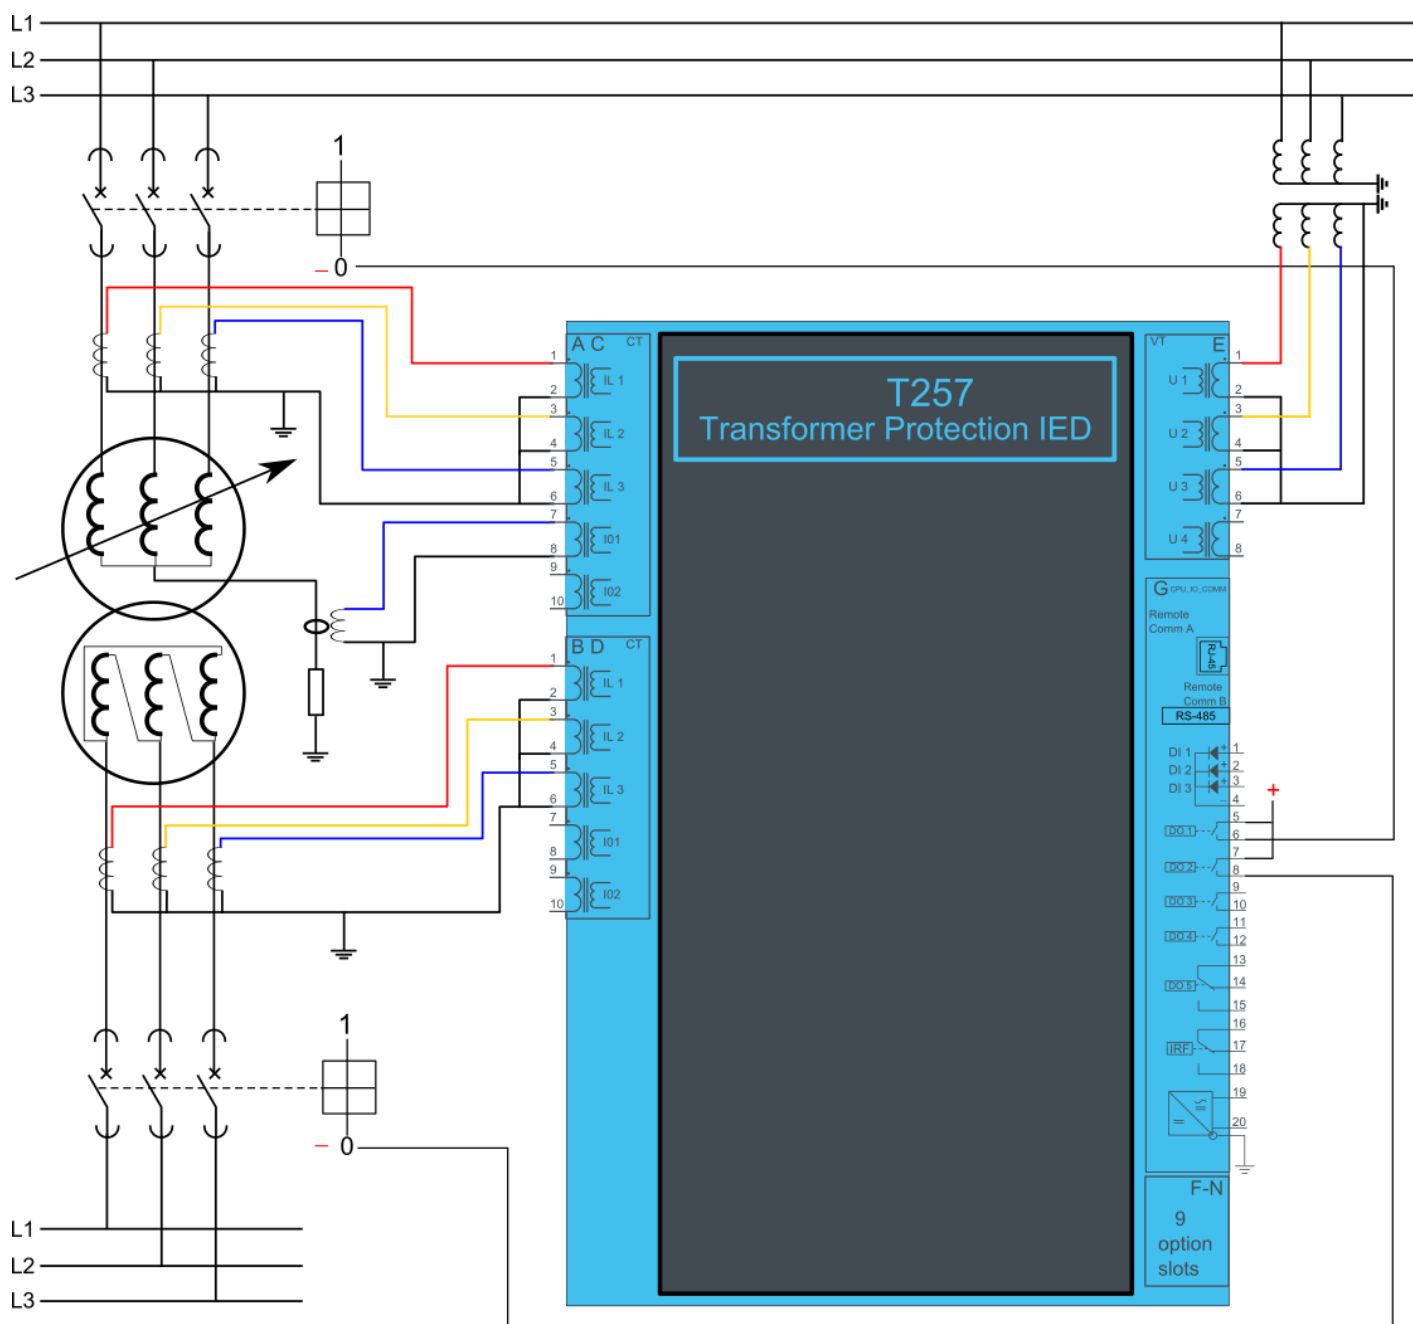 L1
L2
L3
1
– 0
A C CT
1
2
3
4
5
6
7
8
9
10
IL 1
IL 2
IL 3
I01
I02
B D CT
1
2
3
4
5
6
7
8
9
10
IL 1
IL 2
IL 3
I01
I02
T257
Transformer Protection IED
VT E
U 1
U 2
U 3
U 4
1
2
3
4
5
6
7
8
G CPU_IO_COMM
Remote
Comm A
RJ-45
Remote
Comm B
RS-485
DI 1 + 1
DI 2 + 2
DI 3 + 3
– 4
+
5
DO 1 6
7
DO 2 8
9
DO 3 10
11
DO 4 12
13
DO 5 14
15
16
IRF 17
18
19
20
F-N
9
option
slots
1
– 0
L1
L2
L3